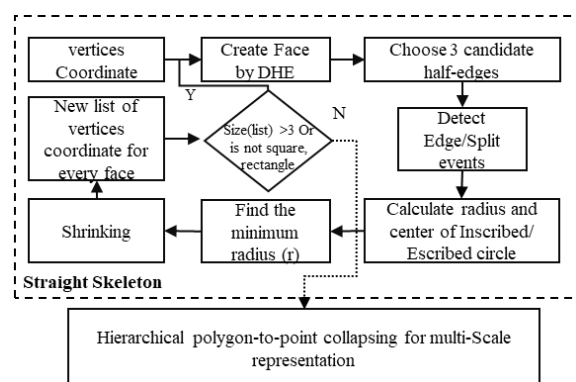 vertices
Coordinate
Create Face
by DHE
Choose 3 candidate
half-edges
Y
N
New list of
vertices
coordinate for
every face
Size(list) >3 Or
is not square,
rectangle
Detect
Edge/Split
events
Shrinking
Find the
minimum
radius (r)
Calculate radius and
center of Inscribed/
Escribed circle
Straight Skeleton
Hierarchical polygon-to-point collapsing for multi-Scale
representation